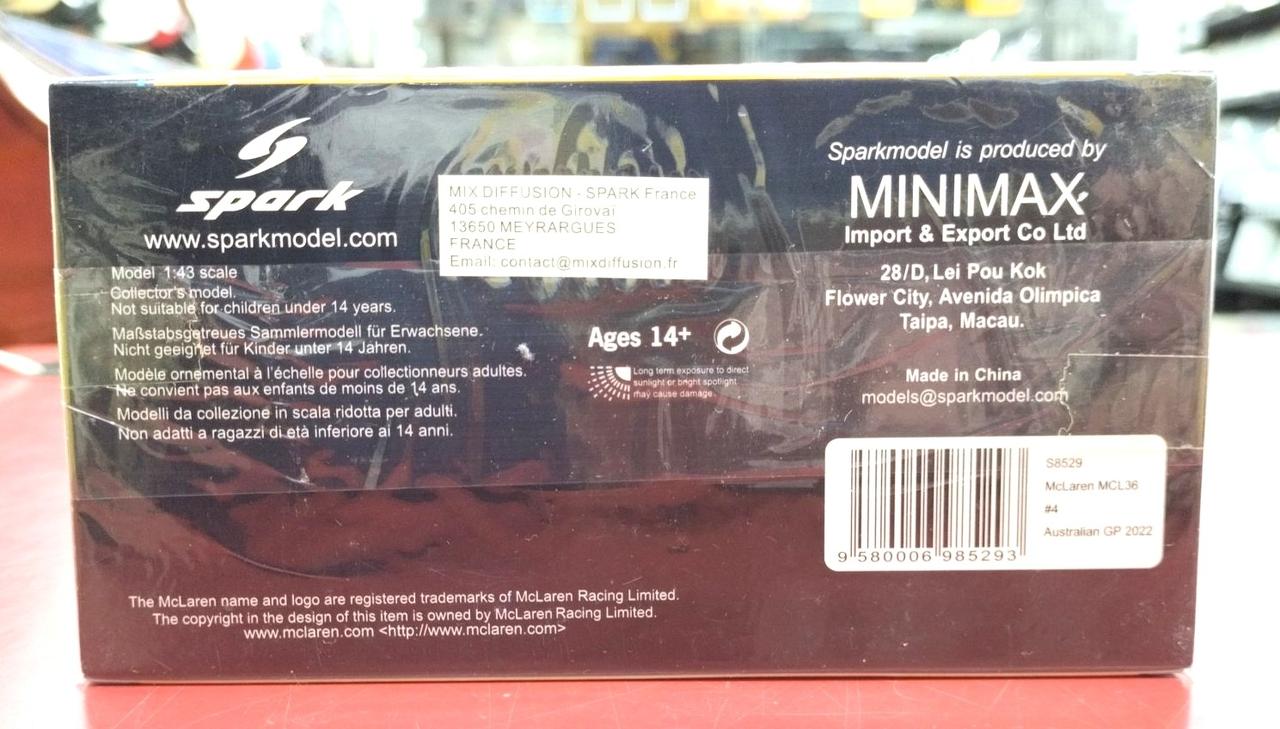 spark
www.sparkmodel.com
Model 1:43 scale
Collector's model.
Not suitable for children under 14 years.
Maßstabsgetreues Sammlermodell für Erwachsene.
Nicht geeignet für Kinder unter 14 Jahren.
Modèle ornemental à l'échelle pour collectionneurs adultes.
Ne convient pas aux enfants de moins de 14 ans.
Modelli da collezione in scala ridotta per adulti.
Non adatti a ragazzi di età inferiore ai 14 anni.
MIX DIFFUSION - SPARK France
405 chemin de Girovai
13650 MEYRARGUES
FRANCE
Email: contact@mixdiffusion.fr
Ages 14+
Long term exposure to direct
sunlight or bright spotlight
may cause damage.
Sparkmodel is produced by
MINIMAX
Import & Export Co Ltd
28/D, Lei Pou Kok
Flower City, Avenida Olimpica
Taipa, Macau.
Made in China
models@sparkmodel.com
S8529
McLaren MCL36
#4
Australian GP 2022
9 580006 985293
The McLaren name and logo are registered trademarks of McLaren Racing Limited.
The copyright in the design of this item is owned by McLaren Racing Limited.
www.mclaren.com <http://www.mclaren.com>